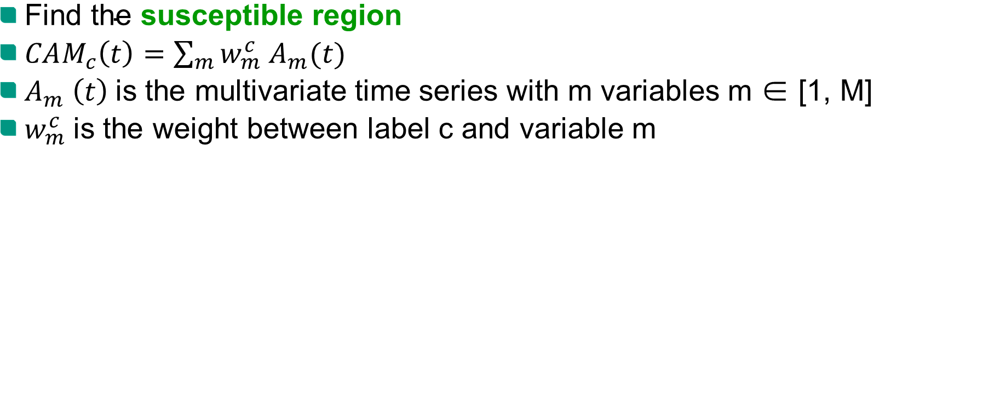 Find the susceptible region
CAM_c(t) = ∑_m w_m^c A_m(t)
A_m (t) is the multivariate time series with m variables m ∈ [1, M]
w_m^c is the weight between label c and variable m